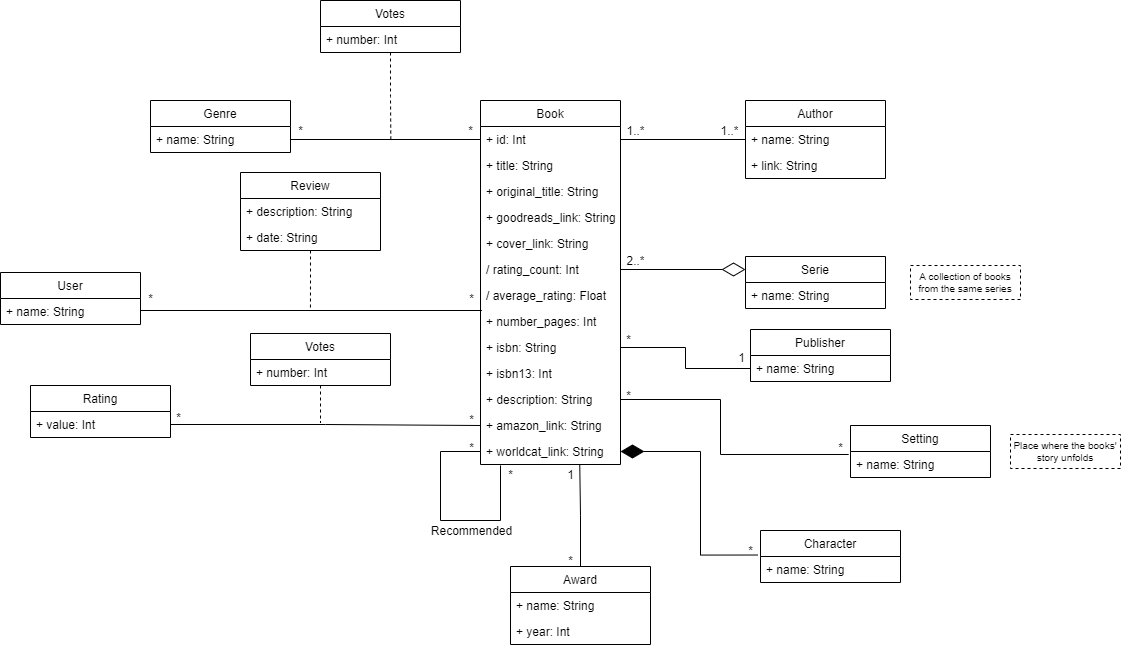 Votes
+ number: Int
Genre
+ name: String
*
*
Book
+ id: Int
+ title: String
+ original_title: String
+ goodreads_link: String
+ cover_link: String
/ rating_count: Int
/ average_rating: Float
+ number_pages: Int
+ isbn: String
+ isbn13: Int
+ description: String
+ amazon_link: String
+ worldcat_link: String
1..*
1..*
Author
+ name: String
+ link: String
Review
+ description: String
+ date: String
User
+ name: String
*
*
2..*
Serie
+ name: String
A collection of books
from the same series
Votes
+ number: Int
*
1
Publisher
+ name: String
Rating
+ value: Int
*
*
*
*
Setting
+ name: String
Place where the books'
story unfolds
*
*
Recommended
1
*
*
Character
+ name: String
Award
+ name: String
+ year: Int